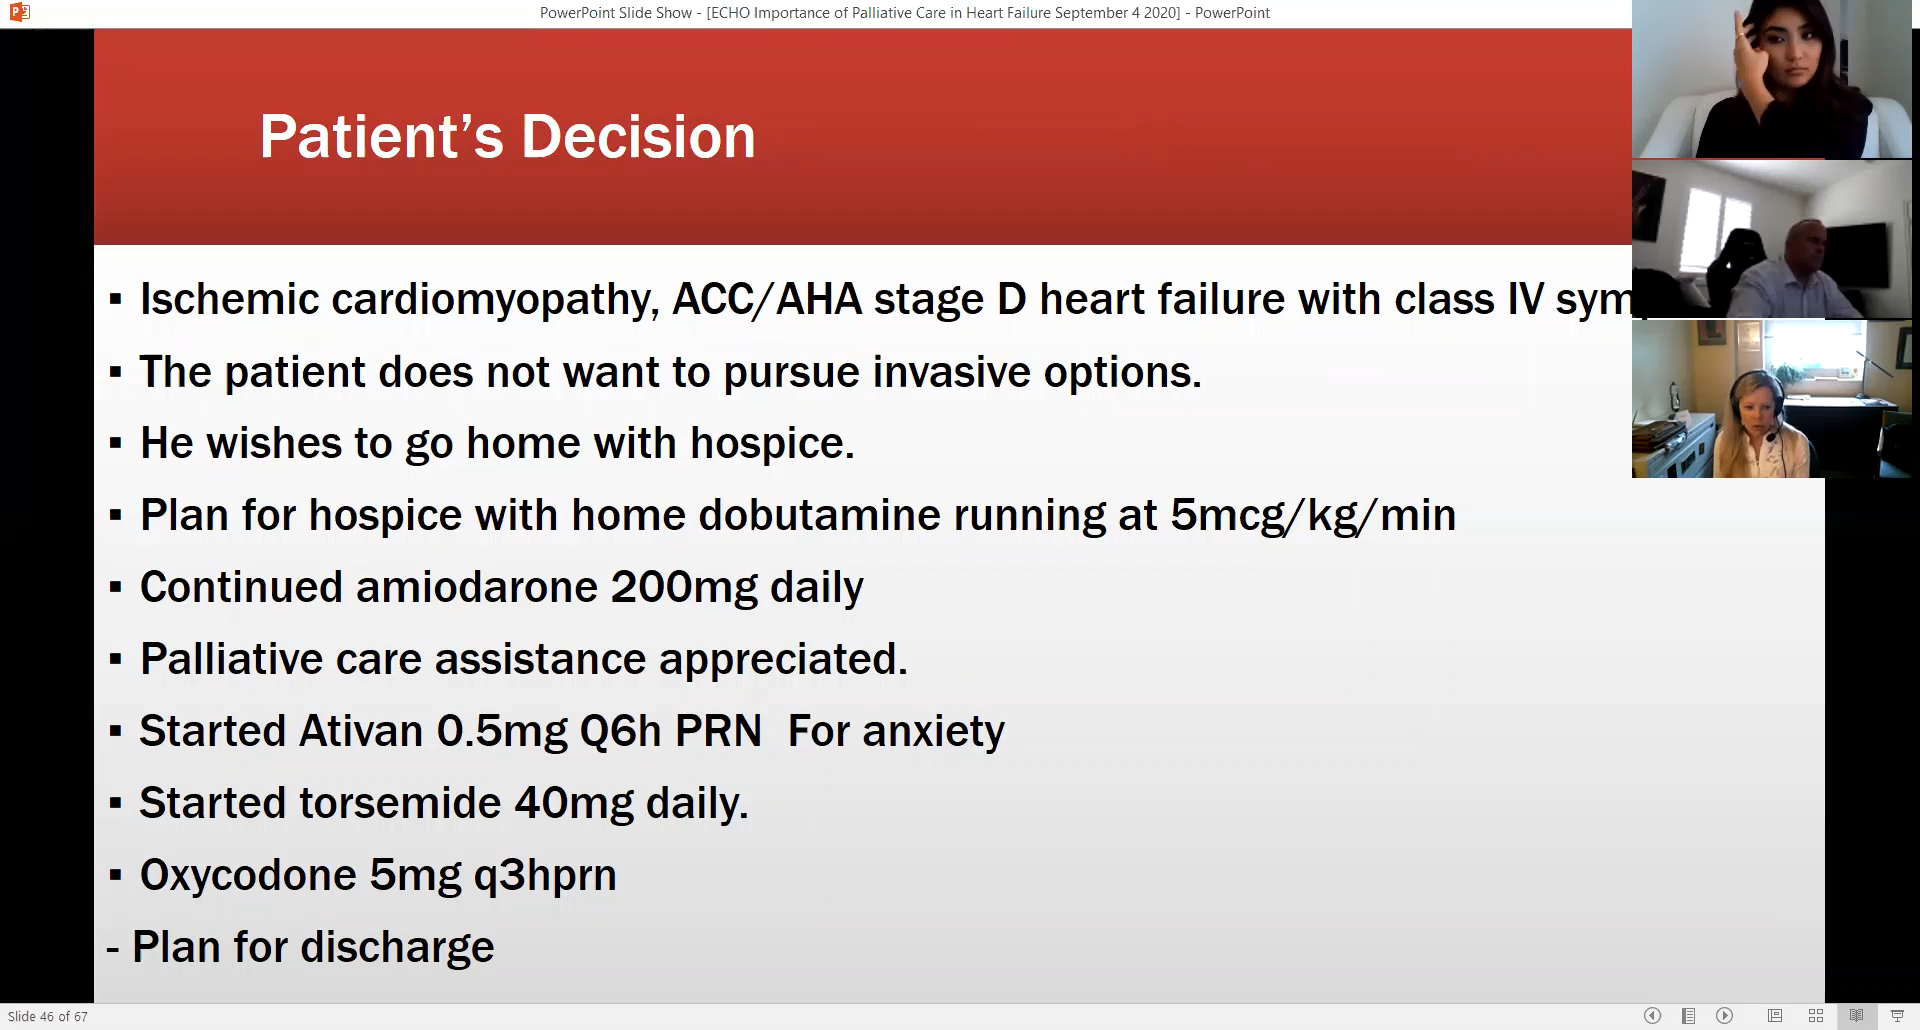 PowerPoint Slide Show - [ECHO Importance of Palliative Care in Heart Failure September 4 2020] - PowerPoint
Patient’s Decision
▪ Ischemic cardiomyopathy, ACC/AHA stage D heart failure with class IV
▪ The patient does not want to pursue invasive options.
▪ He wishes to go home with hospice.
▪ Plan for hospice with home dobutamine running at 5mcg/kg/min
▪ Continued amiodarone 200mg daily
▪ Palliative care assistance appreciated.
▪ Started Ativan 0.5mg Q6h PRN  For anxiety
▪ Started torsemide 40mg daily.
▪ Oxycodone 5mg q3hprn
- Plan for discharge
Slide 46 of 67